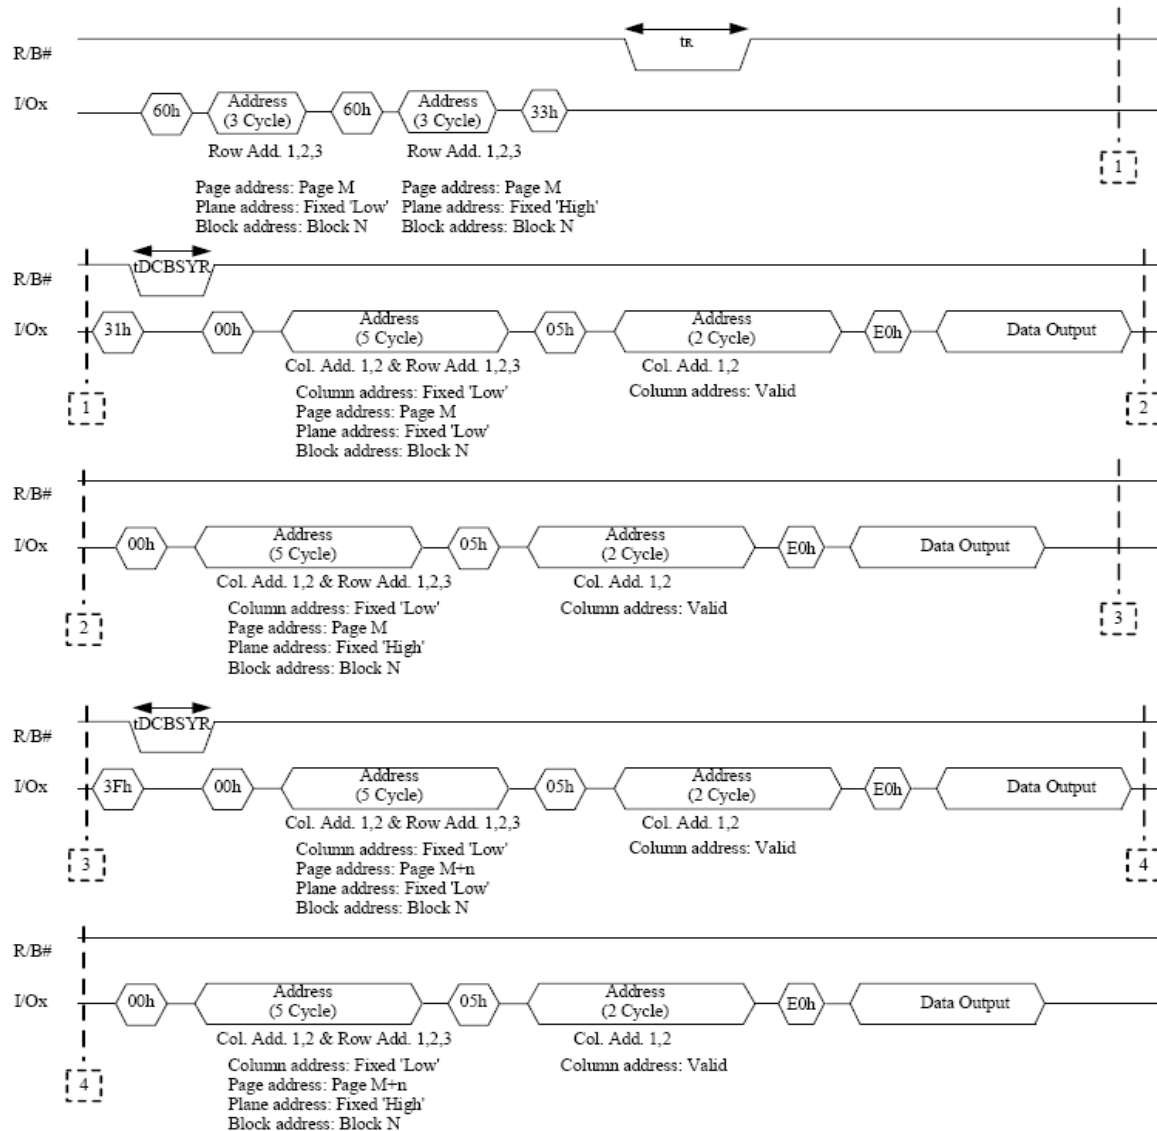 tR
R/B#
I/Ox
60h
Address
(3 Cycle)
60h
Address
(3 Cycle)
33h
Row Add. 1,2,3
Row Add. 1,2,3
1
Page address: Page M
Plane address: Fixed 'Low'
Block address: Block N
Page address: Page M
Plane address: Fixed 'High'
Block address: Block N
tDCBSYR
R/B#
I/Ox
31h
00h
Address
(5 Cycle)
05h
Address
(2 Cycle)
E0h
Data Output
Col. Add. 1,2 & Row Add. 1,2,3
Col. Add. 1,2
Column address: Fixed 'Low'
Page address: Page M
Plane address: Fixed 'Low'
Block address: Block N
Column address: Valid
1
2
R/B#
I/Ox
00h
Address
(5 Cycle)
05h
Address
(2 Cycle)
E0h
Data Output
Col. Add. 1,2 & Row Add. 1,2,3
Col. Add. 1,2
Column address: Fixed 'Low'
Page address: Page M
Plane address: Fixed 'High'
Block address: Block N
Column address: Valid
2
3
tDCBSYR
R/B#
I/Ox
3Fh
00h
Address
(5 Cycle)
05h
Address
(2 Cycle)
E0h
Data Output
Col. Add. 1,2 & Row Add. 1,2,3
Col. Add. 1,2
Column address: Fixed 'Low'
Page address: Page M+n
Plane address: Fixed 'Low'
Block address: Block N
Column address: Valid
3
4
R/B#
I/Ox
00h
Address
(5 Cycle)
05h
Address
(2 Cycle)
E0h
Data Output
Col. Add. 1,2 & Row Add. 1,2,3
Col. Add. 1,2
Column address: Fixed 'Low'
Page address: Page M+n
Plane address: Fixed 'High'
Block address: Block N
Column address: Valid
4